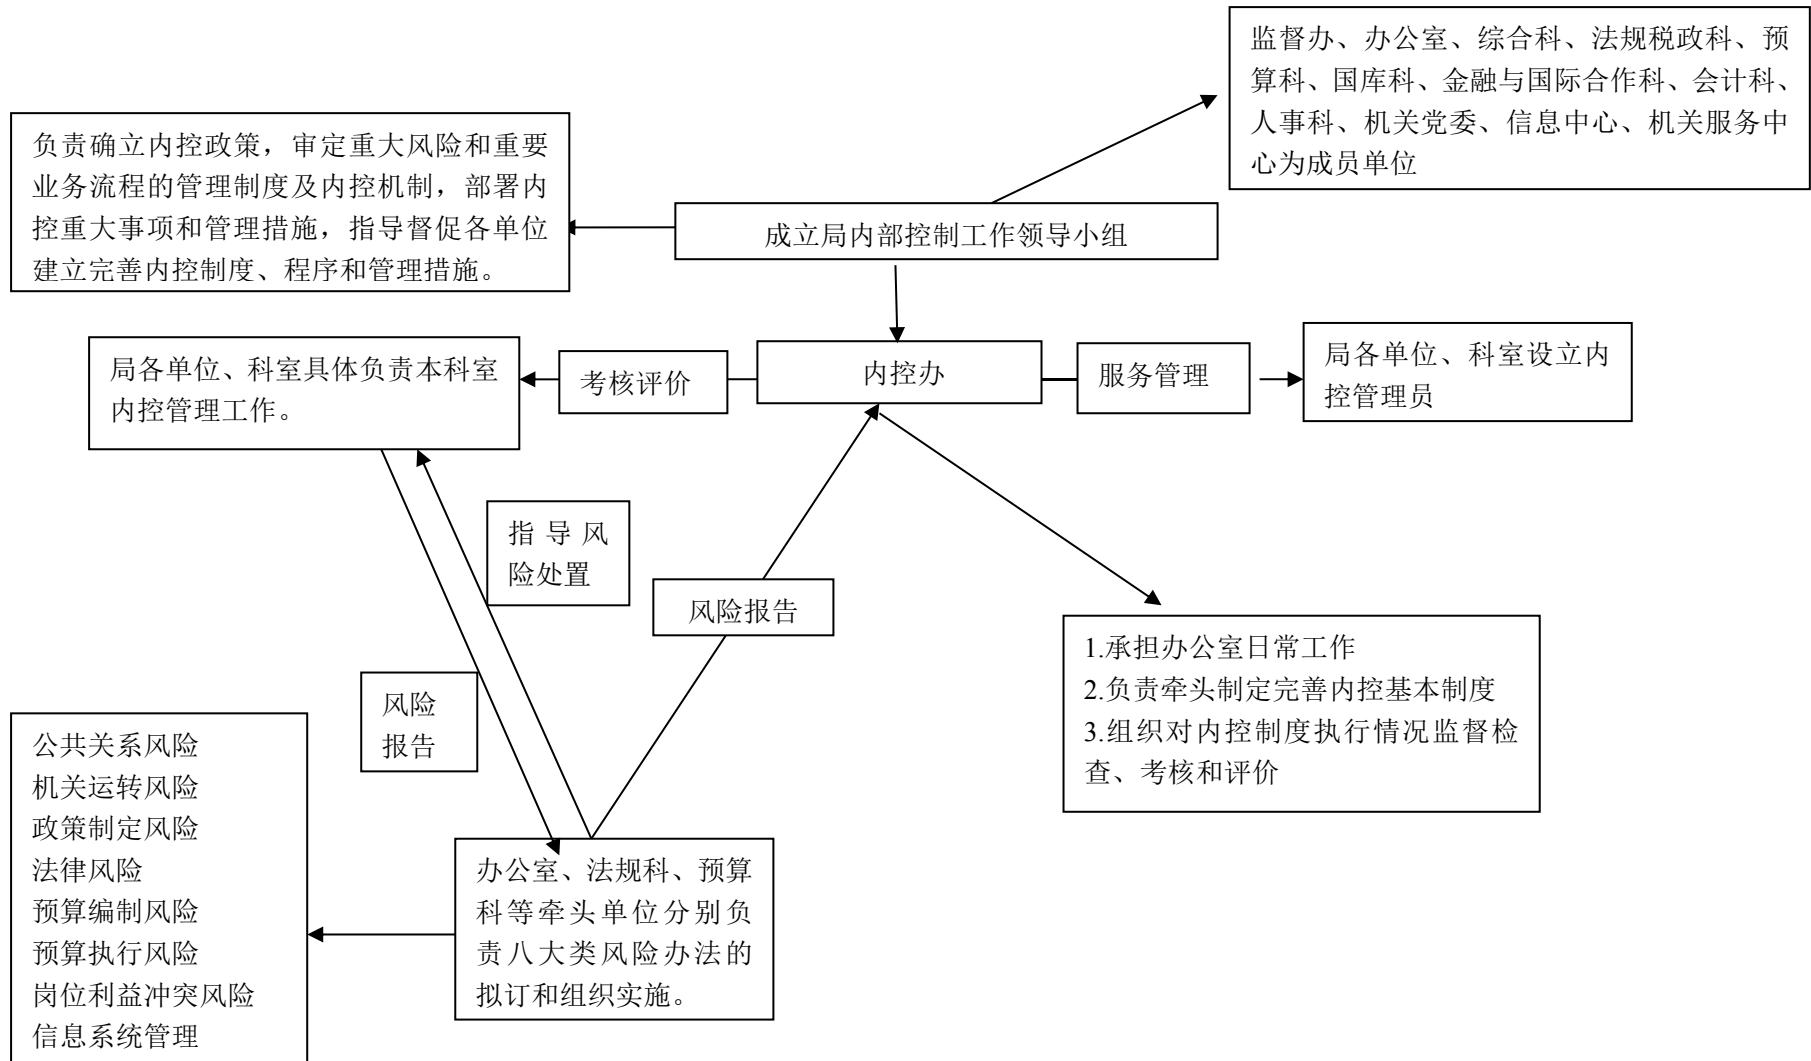 监督办、办公室、综合科、法规税政科、预
算科、国库科、金融与国际合作科、会计科、
人事科、机关党委、信息中心、机关服务中
心为成员单位
负责确立内控政策，审定重大风险和重要
业务流程的管理制度及内控机制，部署内
控重大事项和管理措施，指导督促各单位
建立完善内控制度、程序和管理措施。
成立局内部控制工作领导小组
局各单位、科室具体负责本科室
内控管理工作。
考核评价
内控办
服务管理
局各单位、科室设立内
控管理员
指导风
险处置
风险报告
风险
报告
1.承担办公室日常工作
2.负责牵头制定完善内控基本制度
3.组织对内控制度执行情况监督检
查、考核和评价
公共关系风险
机关运转风险
政策制定风险
法律风险
预算编制风险
预算执行风险
岗位利益冲突风险
信息系统管理
办公室、法规科、预算
科等牵头单位分别负
责八大类风险办法的
拟订和组织实施。